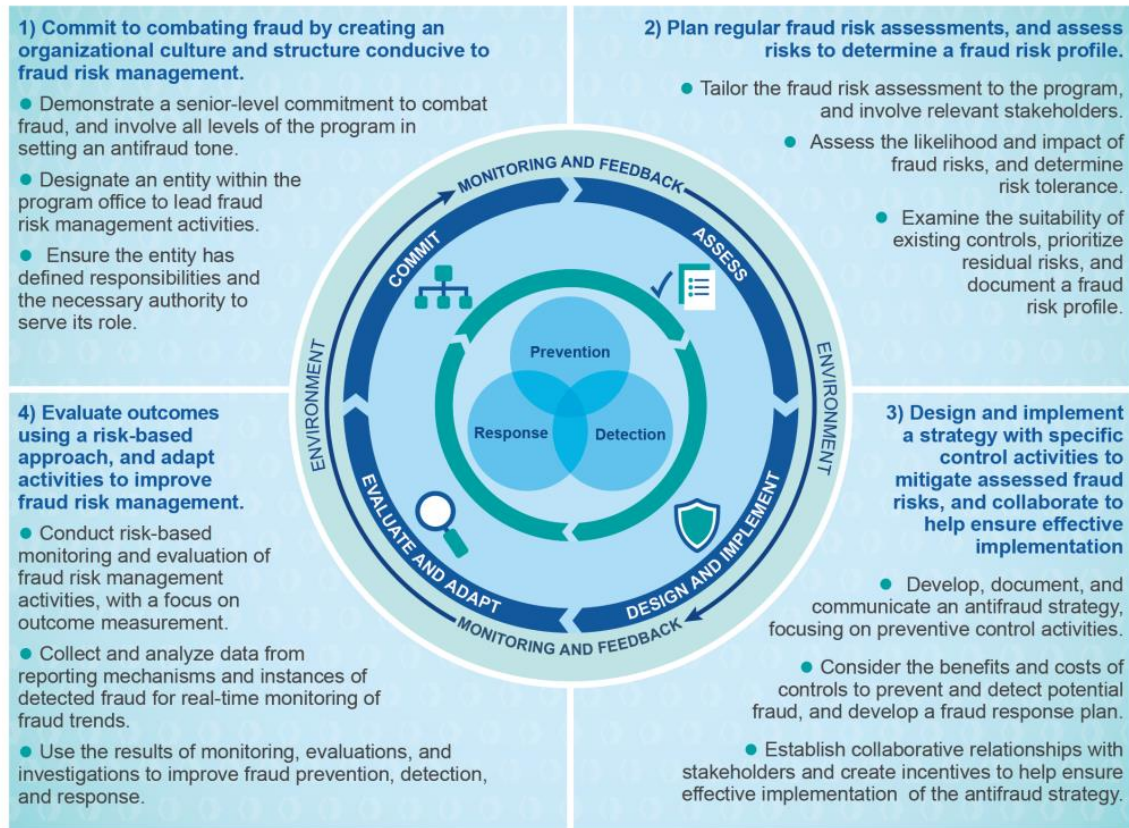 1) Commit to combating fraud by creating an
organizational culture and structure conducive to
fraud risk management.
● Demonstrate a senior-level commitment to combat
fraud, and involve all levels of the program in
setting an antifraud tone.
● Designate an entity within the
program office to lead fraud
risk management activities.
● Ensure the entity has
defined responsibilities and
the necessary authority to
serve its role.
2) Plan regular fraud risk assessments, and assess
risks to determine a fraud risk profile.
● Tailor the fraud risk assessment to the program,
and involve relevant stakeholders.
● Assess the likelihood and impact of
fraud risks, and determine
risk tolerance.
● Examine the suitability of
existing controls, prioritize
residual risks, and
document a fraud
risk profile.
MONITORING AND FEEDBACK
COMMIT
ASSESS
ENVIRONMENT
ENVIRONMENT
Prevention
Response
Detection
EVALUATE AND ADAPT
DESIGN AND IMPLEMENT
MONITORING AND FEEDBACK
4) Evaluate outcomes
using a risk-based
approach, and adapt
activities to improve
fraud risk management.
● Conduct risk-based
monitoring and evaluation of
fraud risk management
activities, with a focus on
outcome measurement.
● Collect and analyze data from
reporting mechanisms and instances of
detected fraud for real-time monitoring of
fraud trends.
● Use the results of monitoring, evaluations, and
investigations to improve fraud prevention, detection,
and response.
3) Design and implement
a strategy with specific
control activities to
mitigate assessed fraud
risks, and collaborate to
help ensure effective
implementation
● Develop, document, and
communicate an antifraud strategy,
focusing on preventive control activities.
● Consider the benefits and costs of
controls to prevent and detect potential
fraud, and develop a fraud response plan.
● Establish collaborative relationships with
stakeholders and create incentives to help ensure
effective implementation of the antifraud strategy.